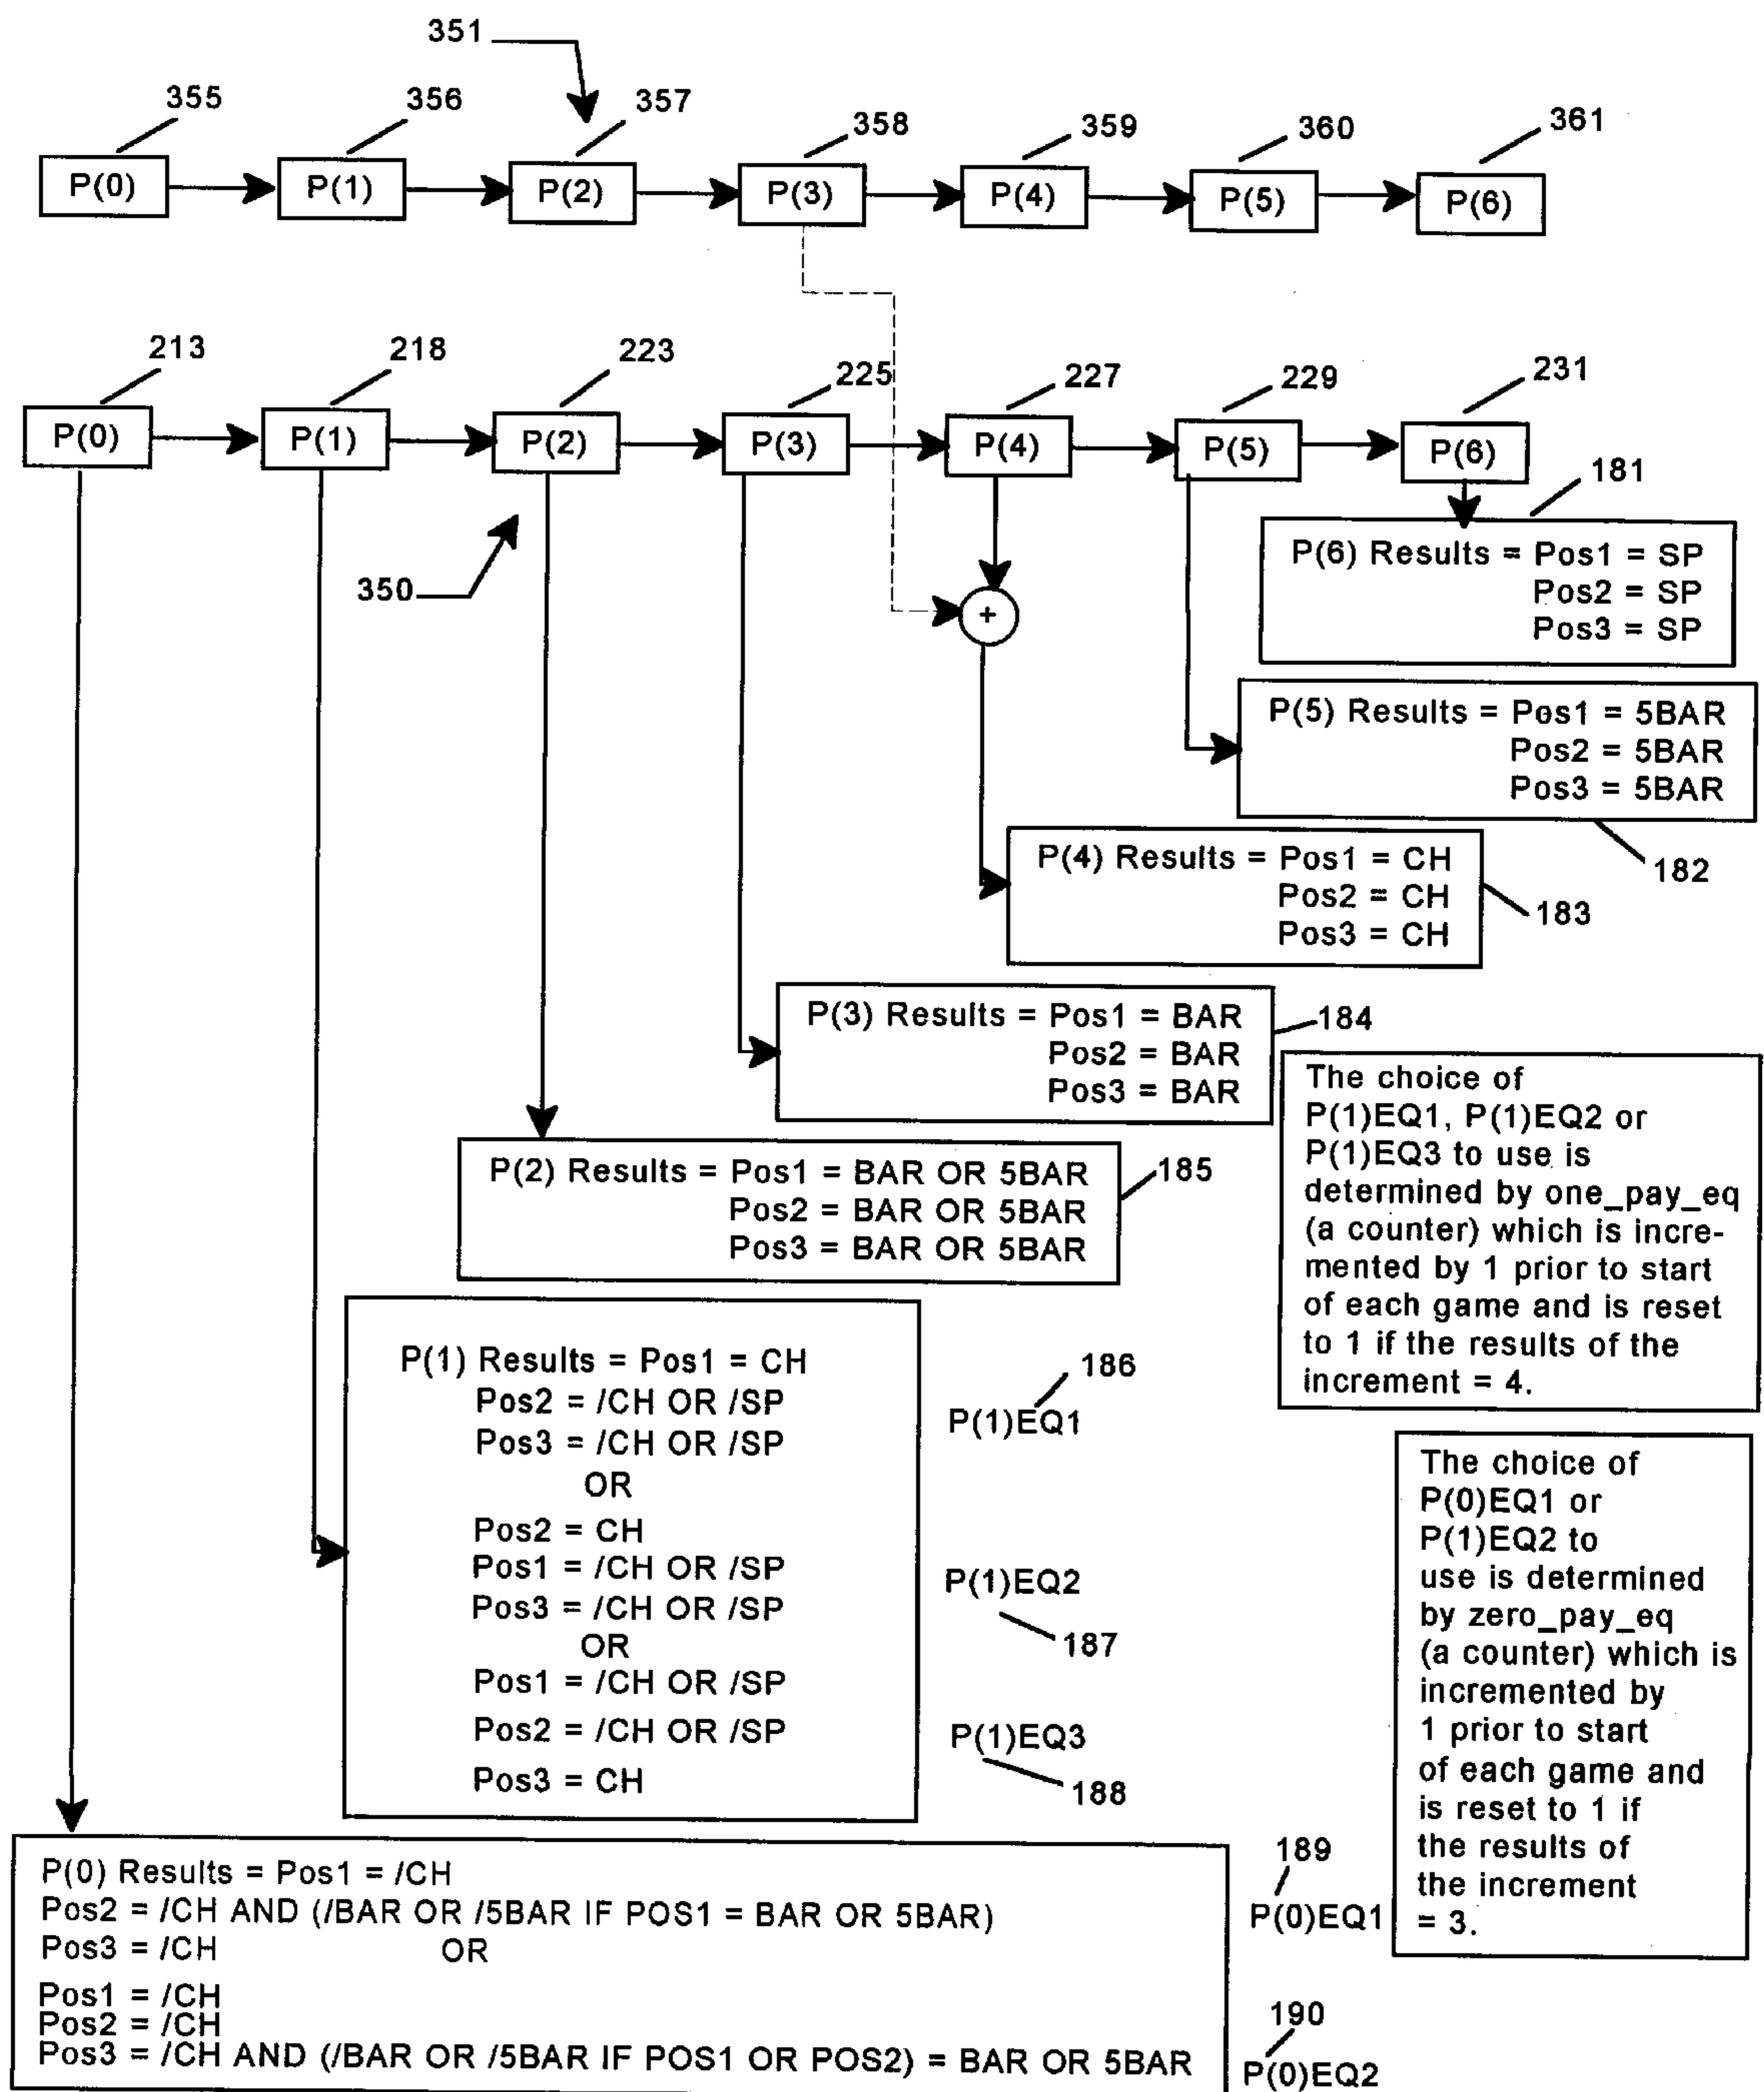 351
355
356
357
358
359
360
361
P(0)
P(1)
P(2)
P(3)
P(4)
P(5)
P(6)
213
218
223
225
227
229
231
P(0)
P(1)
P(2)
P(3)
P(4)
P(5)
P(6)
350
+
181
P(6) Results = Pos1 = SP
Pos2 = SP
Pos3 = SP
P(5) Results = Pos1 = 5BAR
Pos2 = 5BAR
Pos3 = 5BAR
182
P(4) Results = Pos1 = CH
Pos2 = CH
Pos3 = CH
183
P(3) Results = Pos1 = BAR
Pos2 = BAR
Pos3 = BAR
184
P(2) Results = Pos1 = BAR OR 5BAR
Pos2 = BAR OR 5BAR
Pos3 = BAR OR 5BAR
185
The choice of
P(1)EQ1, P(1)EQ2 or
P(1)EQ3 to use is
determined by one_pay_eq
(a counter) which is incre-
mented by 1 prior to start
of each game and is reset
to 1 if the results of the
increment = 4.
P(1) Results = Pos1 = CH
Pos2 = /CH OR /SP
Pos3 = /CH OR /SP
OR
Pos2 = CH
Pos1 = /CH OR /SP
Pos3 = /CH OR /SP
OR
Pos1 = /CH OR /SP
Pos2 = /CH OR /SP
Pos3 = CH
186
P(1)EQ1
P(1)EQ2
187
P(1)EQ3
188
The choice of
P(0)EQ1 or
P(1)EQ2 to
use is determined
by zero_pay_eq
(a counter) which is
incremented by
1 prior to start
of each game and
is reset to 1 if
the results of
the increment
= 3.
P(0) Results = Pos1 = /CH
Pos2 = /CH AND (/BAR OR /5BAR IF POS1 = BAR OR 5BAR)
Pos3 = /CH OR
Pos1 = /CH
Pos2 = /CH
Pos3 = /CH AND (/BAR OR /5BAR IF POS1 OR POS2) = BAR OR 5BAR
189
P(0)EQ1
190
P(0)EQ2